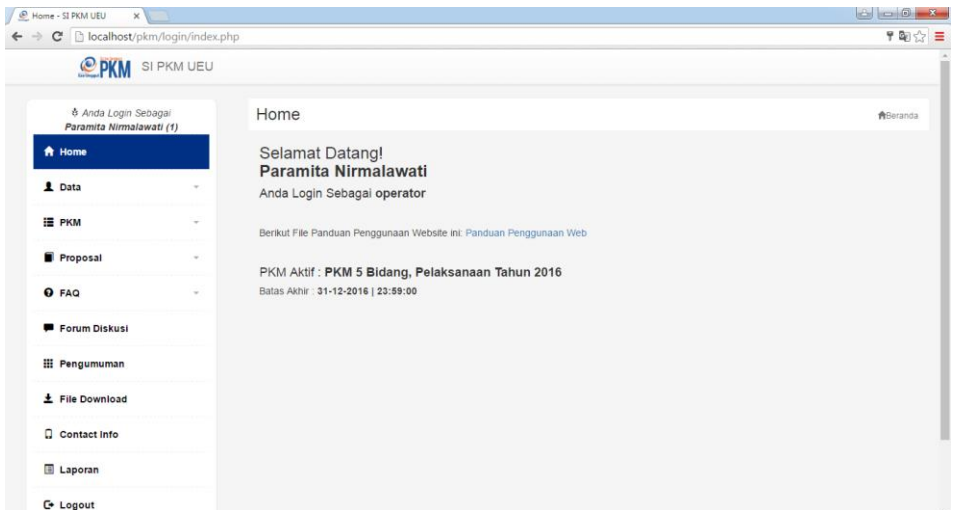 Home - SI PKM UEU
localhost/pkm/login/index.php
PKM SI PKM UEU
Anda Login Sebagai
Paramita Nirmalawati (1)
Home
Data
PKM
Proposal
FAQ
Forum Diskusi
Pengumuman
File Download
Contact Info
Laporan
Logout
Home
Beranda
Selamat Datang!
Paramita Nirmalawati
Anda Login Sebagai operator
Berikut File Panduan Penggunaan Website ini: Panduan Penggunaan Web
PKM Aktif : PKM 5 Bidang, Pelaksanaan Tahun 2016
Batas Akhir : 31-12-2016 | 23:59:00